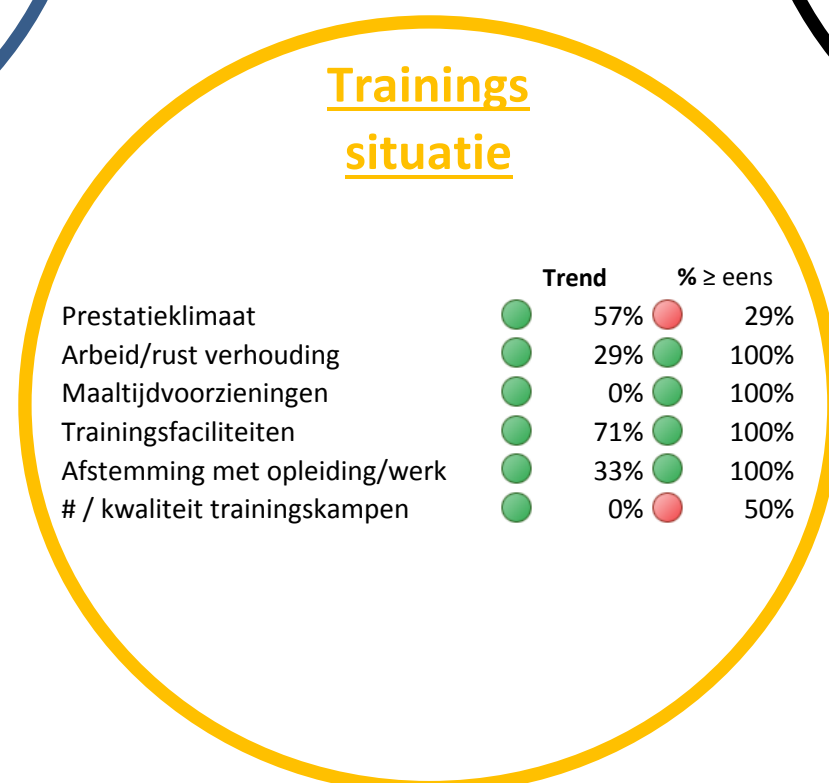 Trainings
situatie
Trend % ≥ eens
Prestatieklimaat 57% 29%
Arbeid/rust verhouding 29% 100%
Maaltijdvoorzieningen 0% 100%
Trainingsfaciliteiten 71% 100%
Afstemming met opleiding/werk 33% 100%
# / kwaliteit trainingskampen 0% 50%